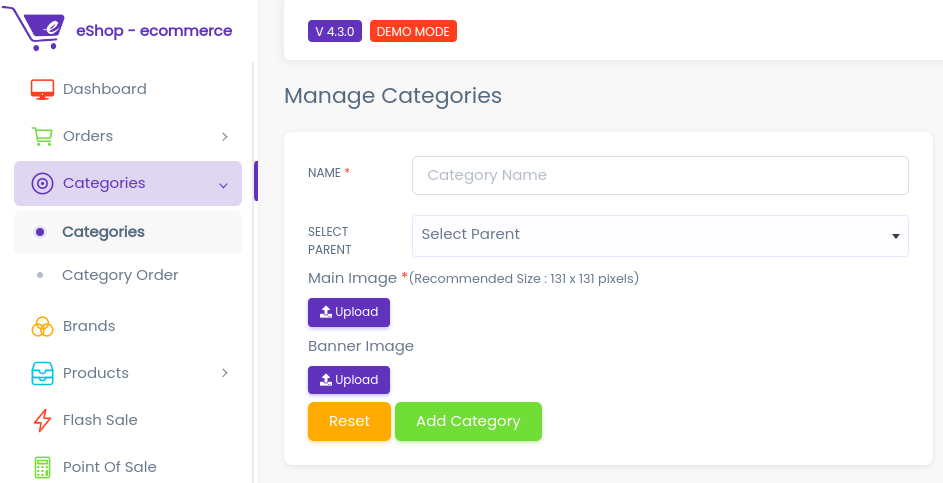 eShop - ecommerce
Dashboard
Orders
Categories
Categories
Category Order
Brands
Products
Flash Sale
Point Of Sale
V 4.3.0 DEMO MODE
Manage Categories
NAME *
Category Name
SELECT
PARENT
Select Parent
Main Image *(Recommended Size : 131 x 131 pixels)
Upload
Banner Image
Upload
Reset Add Category